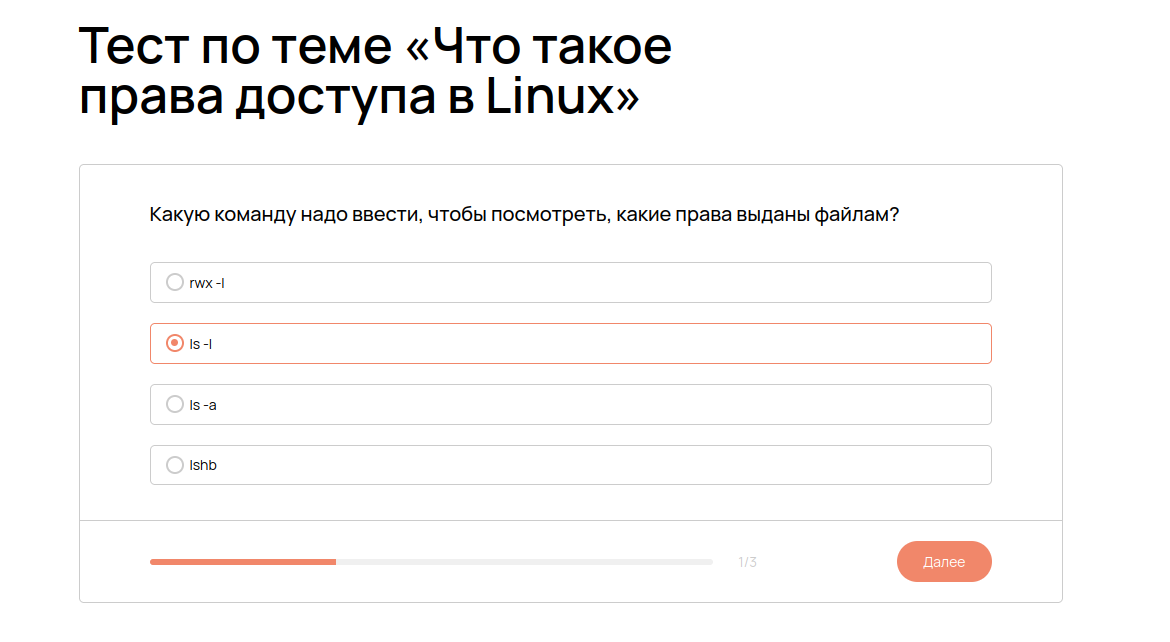 Тест по теме «Что такое
права доступа в Linux»
Какую команду надо ввести, чтобы посмотреть, какие права выданы файлам?
rwx -l
ls -l
ls -a
lshb
1/3
Далее